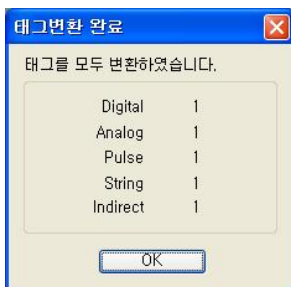 태그변환 완료
태그를 모두 변환하였습니다.
Digital 1
Analog 1
Pulse 1
String 1
Indirect 1
OK